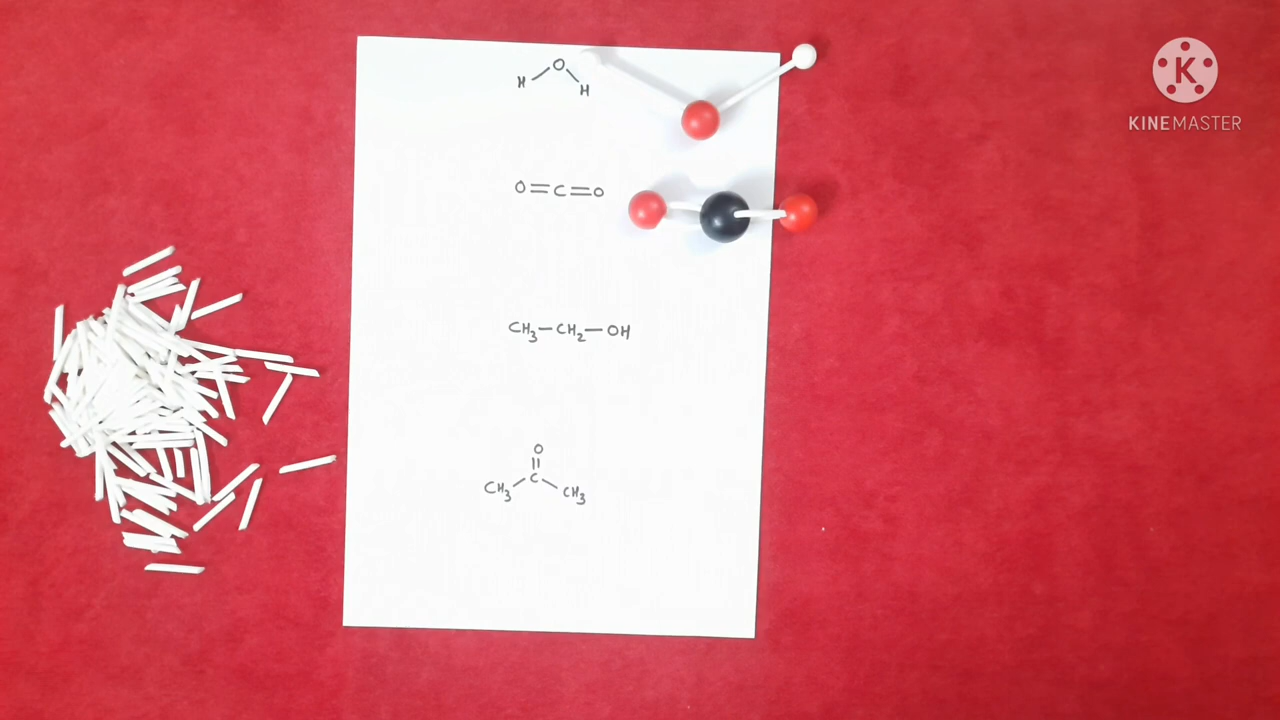 K
KINEMASTER
O
H H
O=C=O
CH3-CH2-OH
O
||
C
CH3 CH3